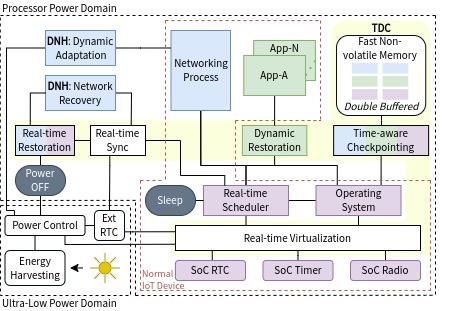 Processor Power Domain
TDC
DNH: Dynamic
Adaptation
Networking
Process
App-N
App-A
Fast Non-
volatile Memory
Double Buffered
DNH: Network
Recovery
Real-time
Restoration
Real-time
Sync
Dynamic
Restoration
Time-aware
Checkpointing
Power
OFF
Sleep
Real-time
Scheduler
Operating
System
Power Control
Ext
RTC
Real-time Virtualization
Energy
Harvesting
Normal
IoT Device
SoC RTC
SoC Timer
SoC Radio
Ultra-Low Power Domain